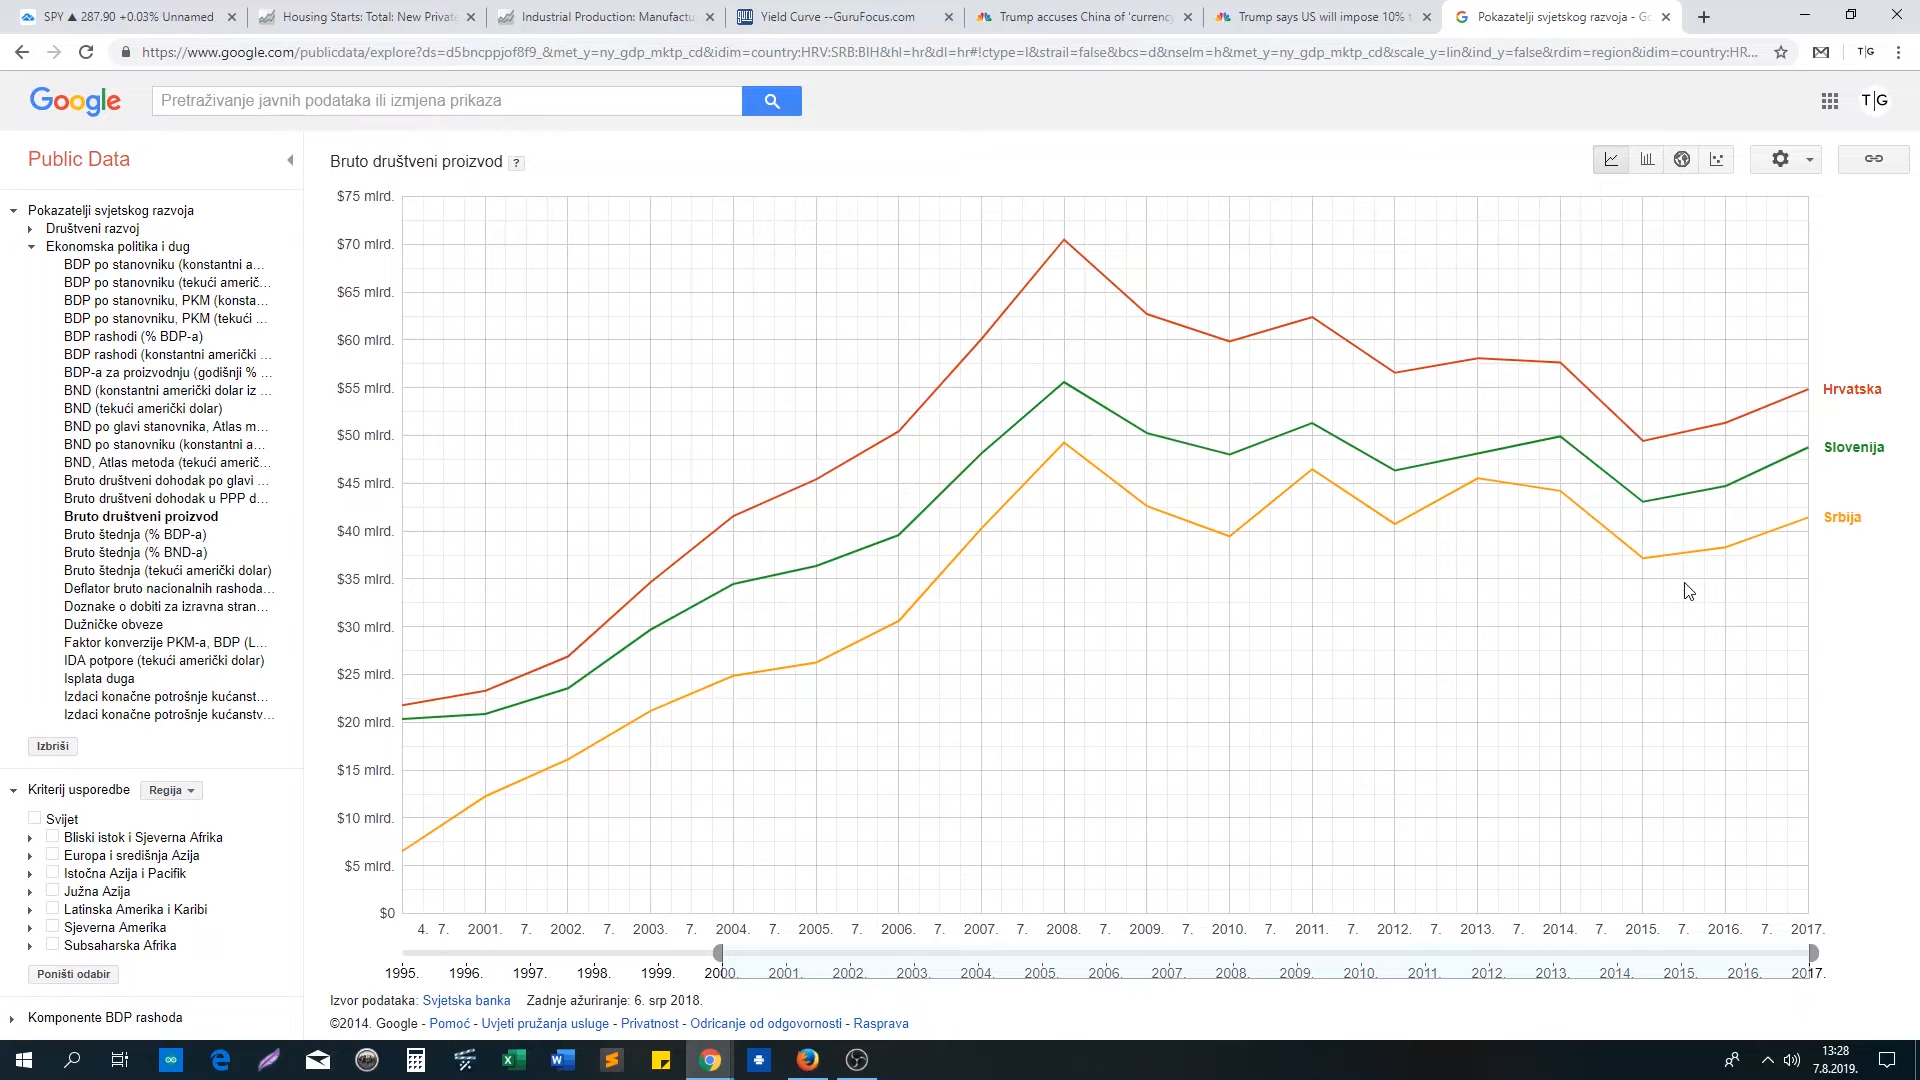 SPY ▲ 287.90 +0.03% Unnamed
Housing Starts: Total: New Private
Industrial Production: Manufactu
Yield Curve --GuruFocus.com
Trump accuses China of 'currency
Trump says US will impose 10% t
Pokazatelji svjetskog razvoja - Go
https://www.google.com/publicdata/explore?ds=d5bncppjof8f9_&met_y=ny_gdp_mktp_cd&idim=country:HRV:SRB:BIH&hl=hr&dl=hr#!ctype=l&strail=false&bcs=d&nselm=h&met_y=ny_gdp_mktp_cd&scale_y=lin&ind_y=false&rdim=region&idim=country:HR...
T|G
Google
Pretraživanje javnih podataka ili izmjena prikaza
T|G
Public Data
Bruto društveni proizvod ?
Pokazatelji svjetskog razvoja
Društveni razvoj
Ekonomska politika i dug
BDP po stanovniku (konstantni a...
BDP po stanovniku (tekući američ...
BDP po stanovniku, PKM (konsta...
BDP po stanovniku, PKM (tekući ...
BDP rashodi (% BDP-a)
BDP rashodi (konstantni američki ...
BDP-a za proizvodnju (godišnji % ...
BND (konstantni američki dolar iz ...
BND (tekući američki dolar)
BND po glavi stanovnika, Atlas m...
BND po stanovniku (konstantni a...
BND, Atlas metoda (tekući američ...
Bruto društveni dohodak po glavi ...
Bruto društveni dohodak u PPP d...
Bruto društveni proizvod
Bruto štednja (% BDP-a)
Bruto štednja (% BND-a)
Bruto štednja (tekući američki dolar)
Deflator bruto nacionalnih rashoda...
Doznake o dobiti za izravna stran...
Dužničke obveze
Faktor konverzije PKM-a, BDP (L...
IDA potpore (tekući američki dolar)
Isplata duga
Izdaci konačne potrošnje kućanst...
Izdaci konačne potrošnje kućanstv...
Izbriši
Kriterij usporedbe Regija
Svijet
Bliski istok i Sjeverna Afrika
Europa i središnja Azija
Istočna Azija i Pacifik
Južna Azija
Latinska Amerika i Karibi
Sjeverna Amerika
Subsaharska Afrika
Poništi odabir
Komponente BDP rashoda
$75 mlrd.
$70 mlrd.
$65 mlrd.
$60 mlrd.
$55 mlrd.
$50 mlrd.
$45 mlrd.
$40 mlrd.
$35 mlrd.
$30 mlrd.
$25 mlrd.
$20 mlrd.
$15 mlrd.
$10 mlrd.
$5 mlrd.
$0
Hrvatska
Slovenija
Srbija
4. 7. 2001. 7. 2002. 7. 2003. 7. 2004. 7. 2005. 7. 2006. 7. 2007. 7. 2008. 7. 2009. 7. 2010. 7. 2011. 7. 2012. 7. 2013. 7. 2014. 7. 2015. 7. 2016. 7. 2017.
1995. 1996. 1997. 1998. 1999. 2000. 2001. 2002. 2003. 2004. 2005. 2006. 2007. 2008. 2009. 2010. 2011. 2012. 2013. 2014. 2015. 2016. 2017.
Izvor podataka: Svjetska banka Zadnje ažuriranje: 6. srp 2018.
©2014. Google - Pomoć - Uvjeti pružanja usluge - Privatnost - Odricanje od odgovornosti - Rasprava
13:28
7.8.2019.